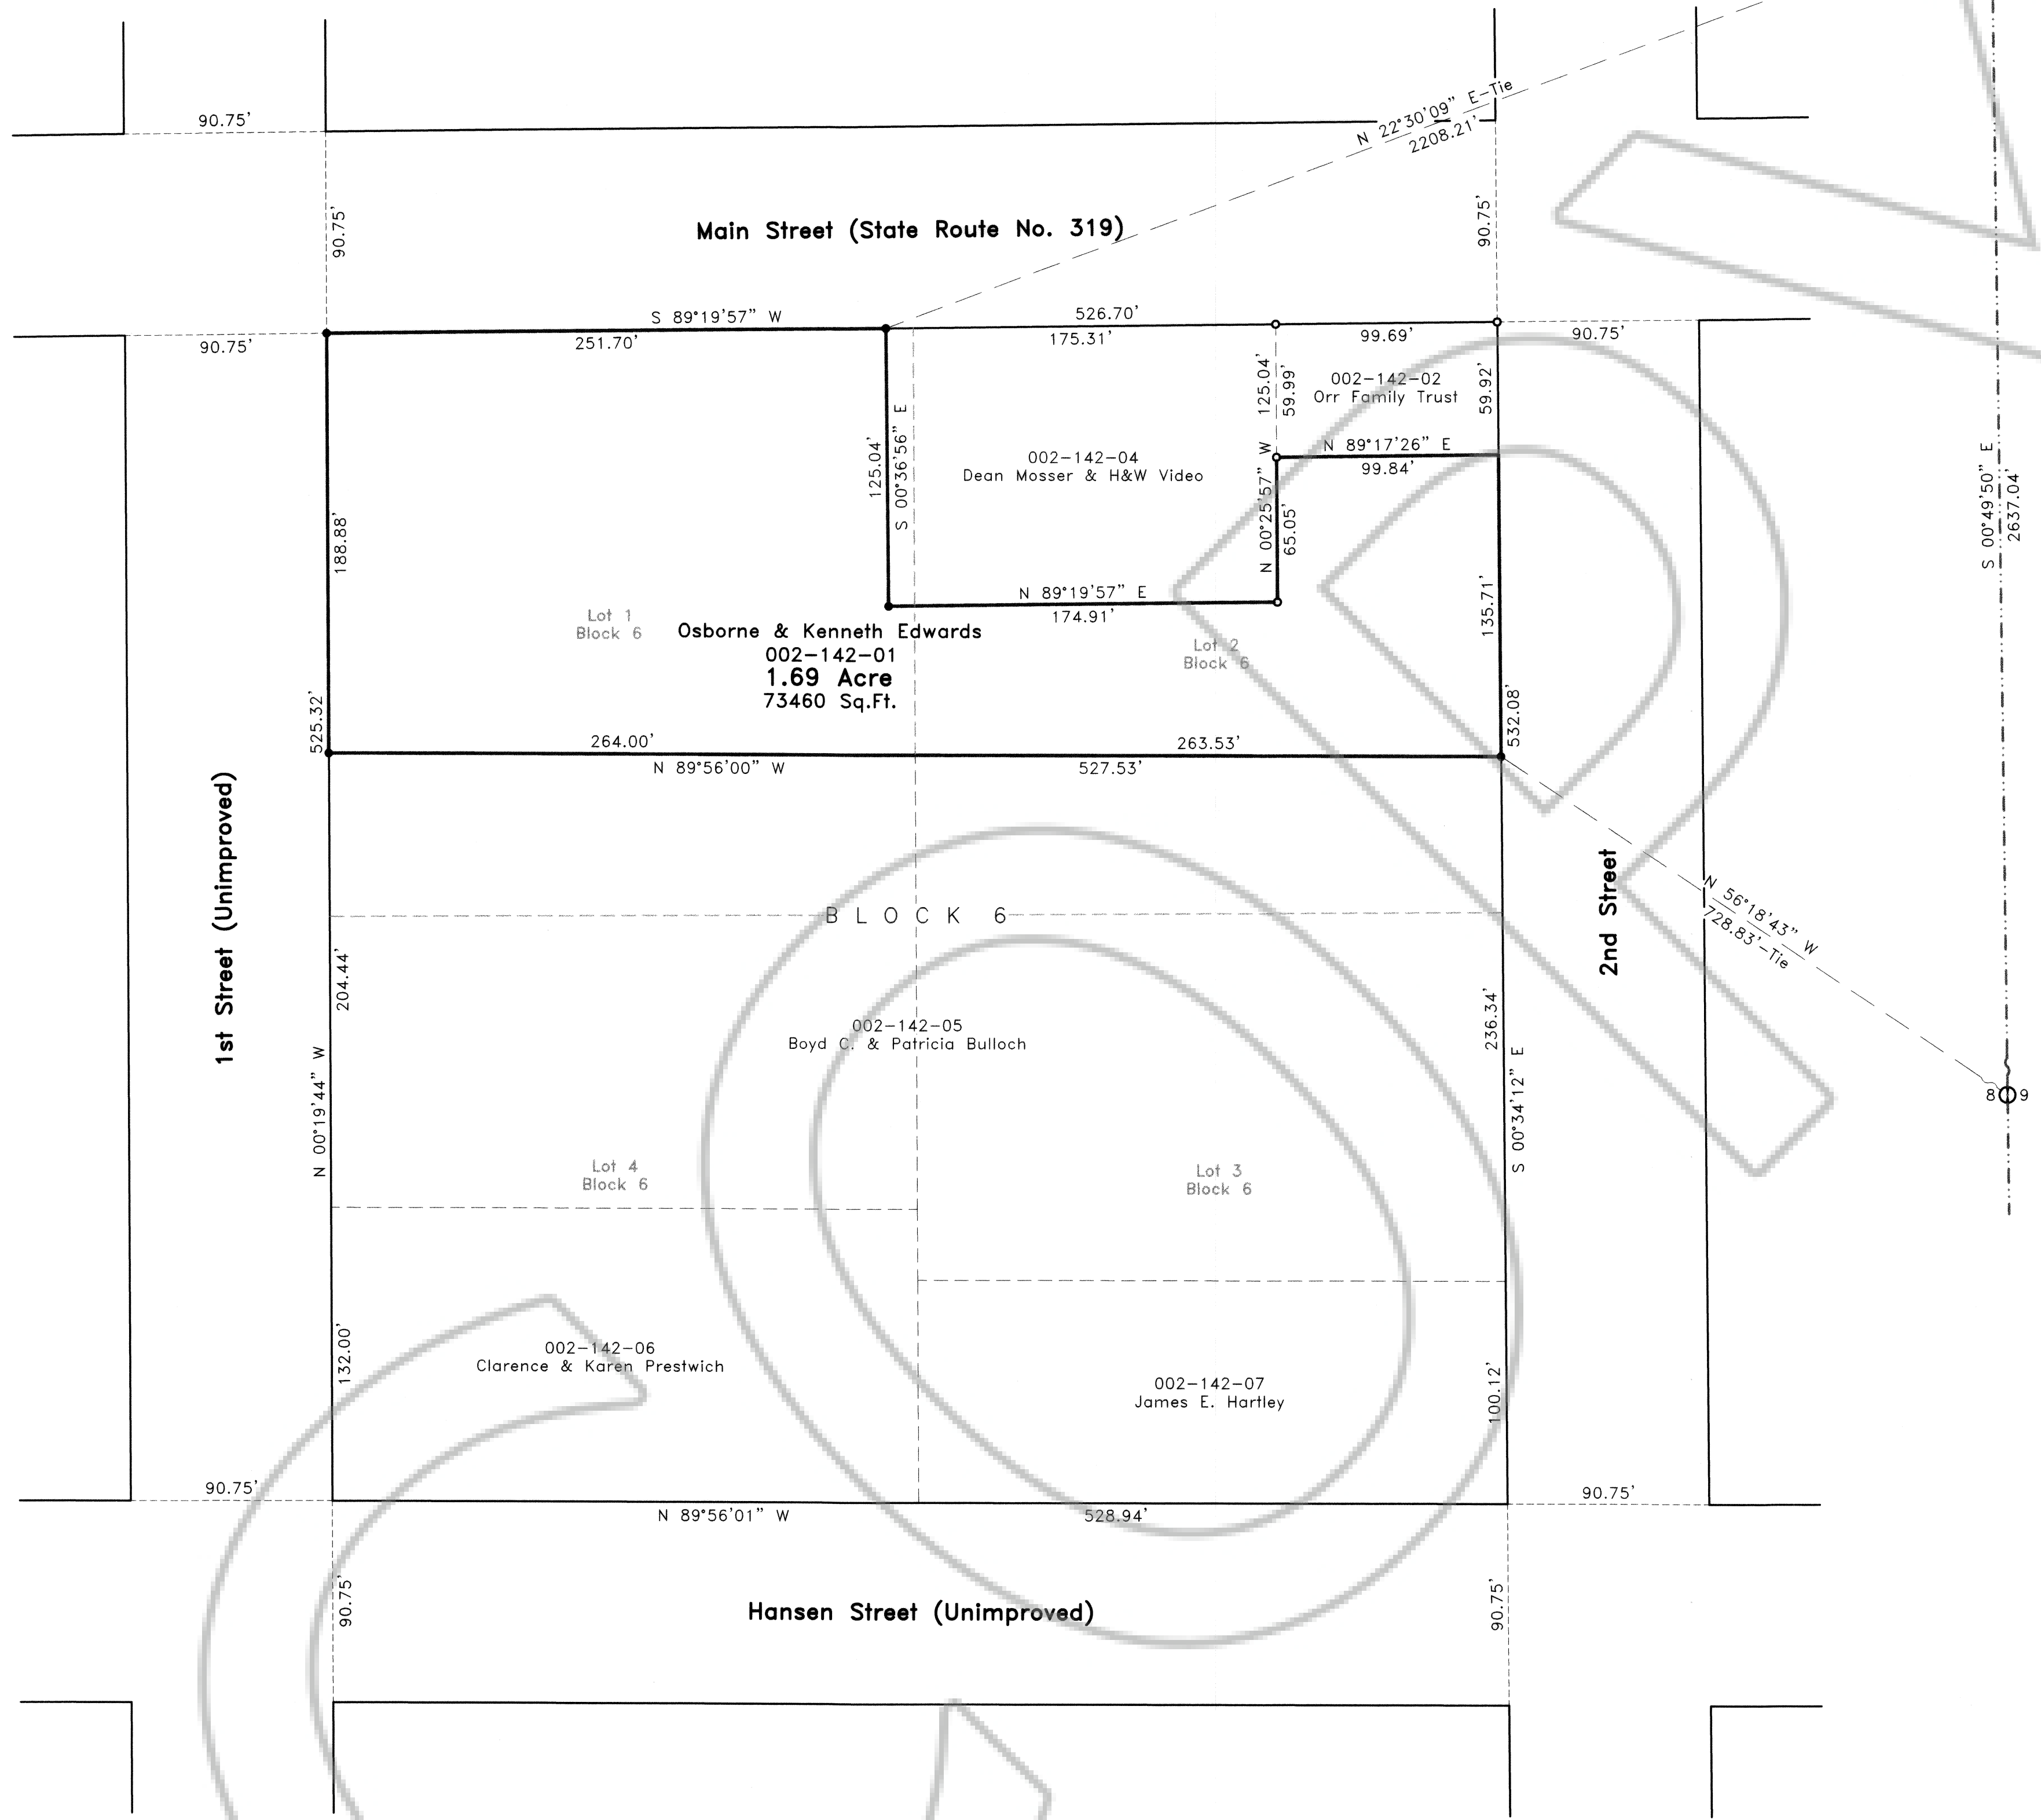 90.75'
90.75'
N 22°30'09" E-Tie
2208.21'
90.75'
Main Street (State Route No. 319)
S 89°19'57" W
526.70'
90.75'
251.70'
175.31'
99.69'
90.75'
002-142-02
Orr Family Trust
125.04'
59.99'
59.92'
N 89°17'26" E
99.84'
125.04'
S 00°36'56" E
002-142-04
Dean Mosser & H&W Video
N 00°25'57" W
65.05'
S 00°49'50" E
2637.04'
188.88'
N 89°19'57" E
174.91'
135.71'
Lot 1
Block 6
Osborne & Kenneth Edwards
002-142-01
1.69 Acre
73460 Sq.Ft.
Lot 2
Block 6
525.32'
532.08'
264.00'
263.53'
N 89°56'00" W
527.53'
1st Street (Unimproved)
2nd Street
N 56°18'43" W
728.83'-Tie
BLOCK 6
204.44'
236.34'
002-142-05
Boyd C. & Patricia Bulloch
8
9
N 00°19'44" W
S 00°34'12" E
Lot 4
Block 6
Lot 3
Block 6
132.00'
002-142-06
Clarence & Karen Prestwich
002-142-07
James E. Hartley
100.12'
90.75'
90.75'
N 89°56'01" W
528.94'
90.75'
90.75'
Hansen Street (Unimproved)